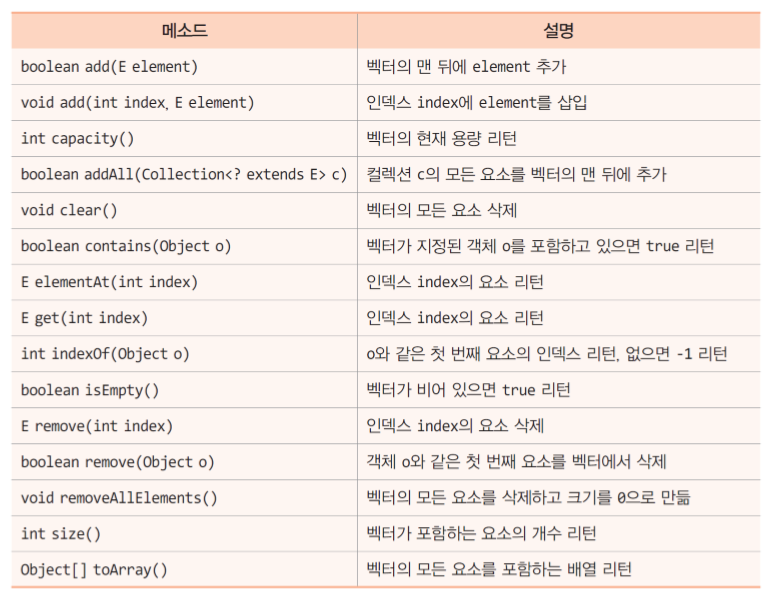 메소드 설명
boolean add(E element) 벡터의 맨 뒤에 element 추가
void add(int index, E element) 인덱스 index에 element를 삽입
int capacity() 벡터의 현재 용량 리턴
boolean addAll(Collection<? extends E> c) 컬렉션 c의 모든 요소를 벡터의 맨 뒤에 추가
void clear() 벡터의 모든 요소 삭제
boolean contains(Object o) 벡터가 지정된 객체 o를 포함하고 있으면 true 리턴
E elementAt(int index) 인덱스 index의 요소 리턴
E get(int index) 인덱스 index의 요소 리턴
int indexOf(Object o) o와 같은 첫 번째 요소의 인덱스 리턴, 없으면 -1 리턴
boolean isEmpty() 벡터가 비어 있으면 true 리턴
E remove(int index) 인덱스 index의 요소 삭제
boolean remove(Object o) 객체 o와 같은 첫 번째 요소를 벡터에서 삭제
void removeAllElements() 벡터의 모든 요소를 삭제하고 크기를 0으로 만듦
int size() 벡터가 포함하는 요소의 개수 리턴
Object[] toArray() 벡터의 모든 요소를 포함하는 배열 리턴